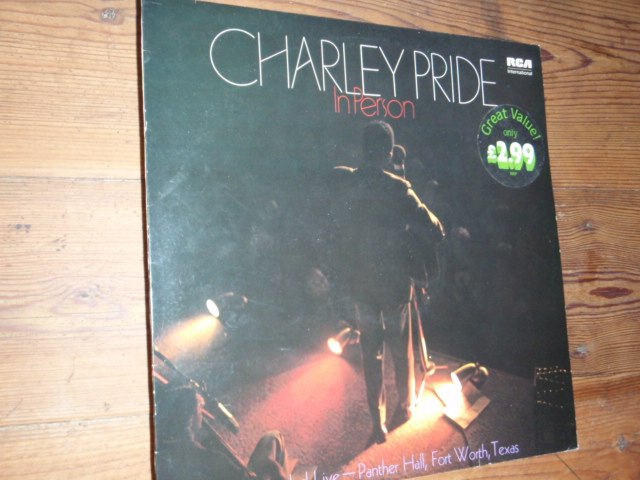 CHARLEY PRIDE
In Person
RCA
International
Great Value!
only
£2.99
Live — Panther Hall, Fort Worth, Texas